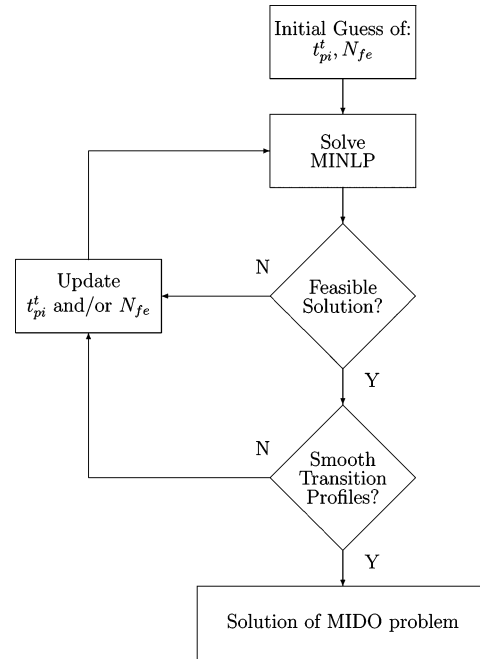 Initial Guess of:
$t_{pi}^{t}, N_{fe}$
Solve
MINLP
N
Feasible
Solution?
Update
$t_{pi}^{t}$ and/or $N_{fe}$
Y
N
Smooth
Transition
Profiles?
Y
Solution of MIDO problem